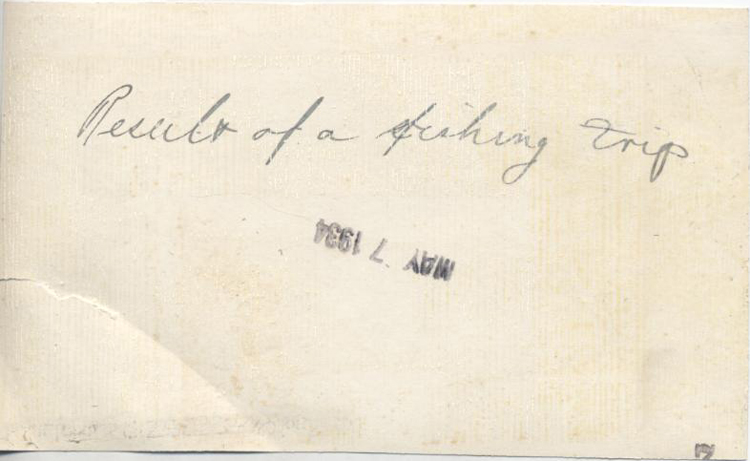 Result of a fishing trip
MAY 7 1934